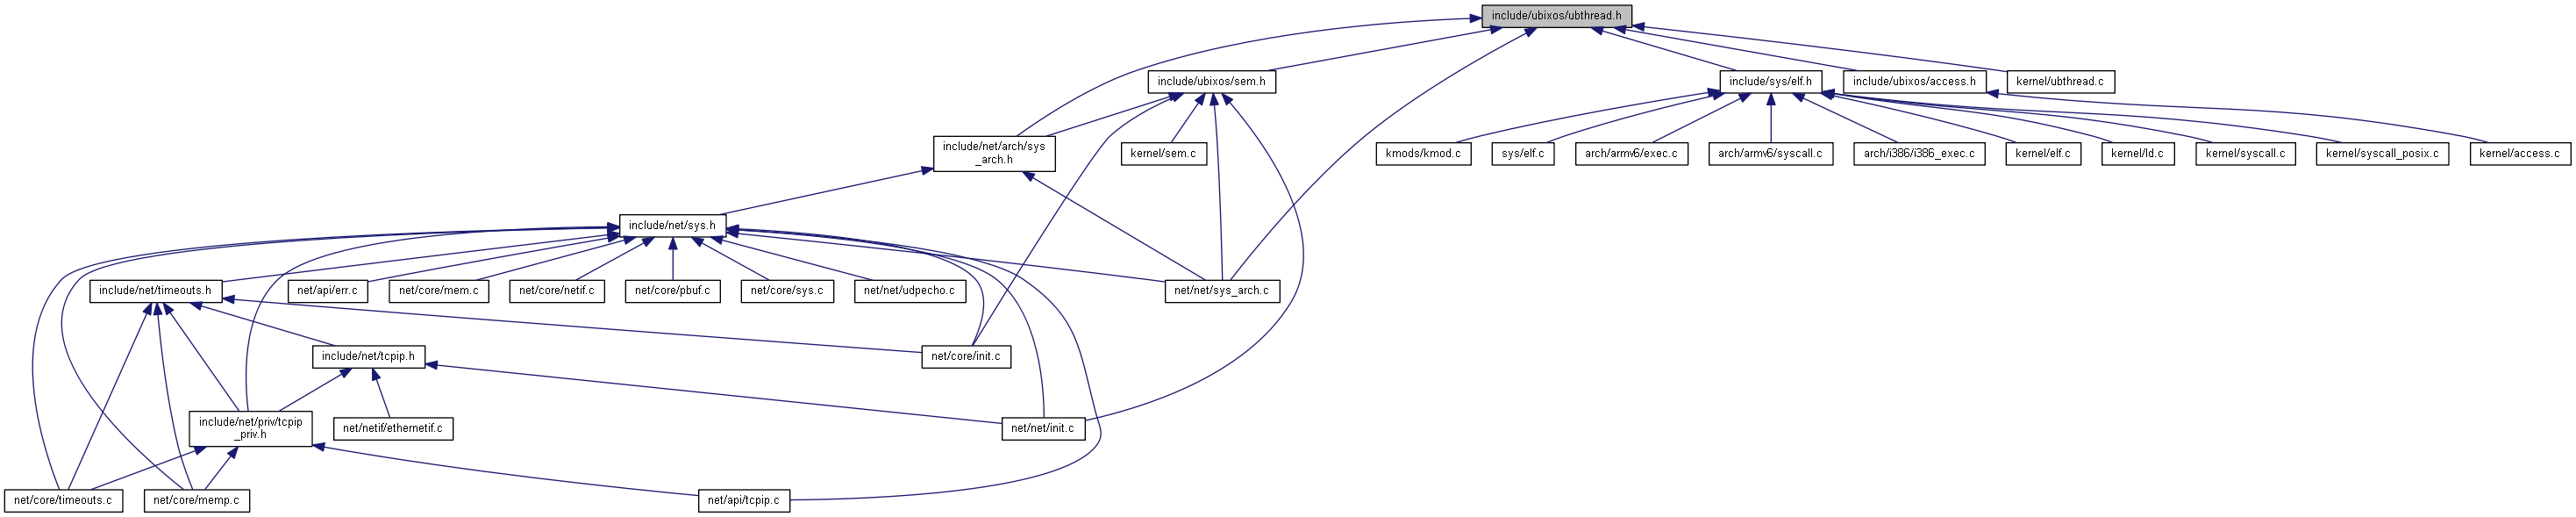 include/ubixos/ubthread.h
include/ubixos/sem.h
include/sys/elf.h
include/ubixos/access.h
kernel/ubthread.c
include/net/arch/sys
_arch.h
kernel/sem.c
kmods/kmod.c
sys/elf.c
arch/armv6/exec.c
arch/armv6/syscall.c
arch/i386/i386_exec.c
kernel/elf.c
kernel/ld.c
kernel/syscall.c
kernel/syscall_posix.c
kernel/access.c
include/net/sys.h
include/net/timeouts.h
net/api/err.c
net/core/mem.c
net/core/netif.c
net/core/pbuf.c
net/core/sys.c
net/net/udpecho.c
net/net/sys_arch.c
include/net/tcpip.h
net/core/init.c
include/net/priv/tcpip
_priv.h
net/netif/ethernetif.c
net/net/init.c
net/core/timeouts.c
net/core/memp.c
net/api/tcpip.c